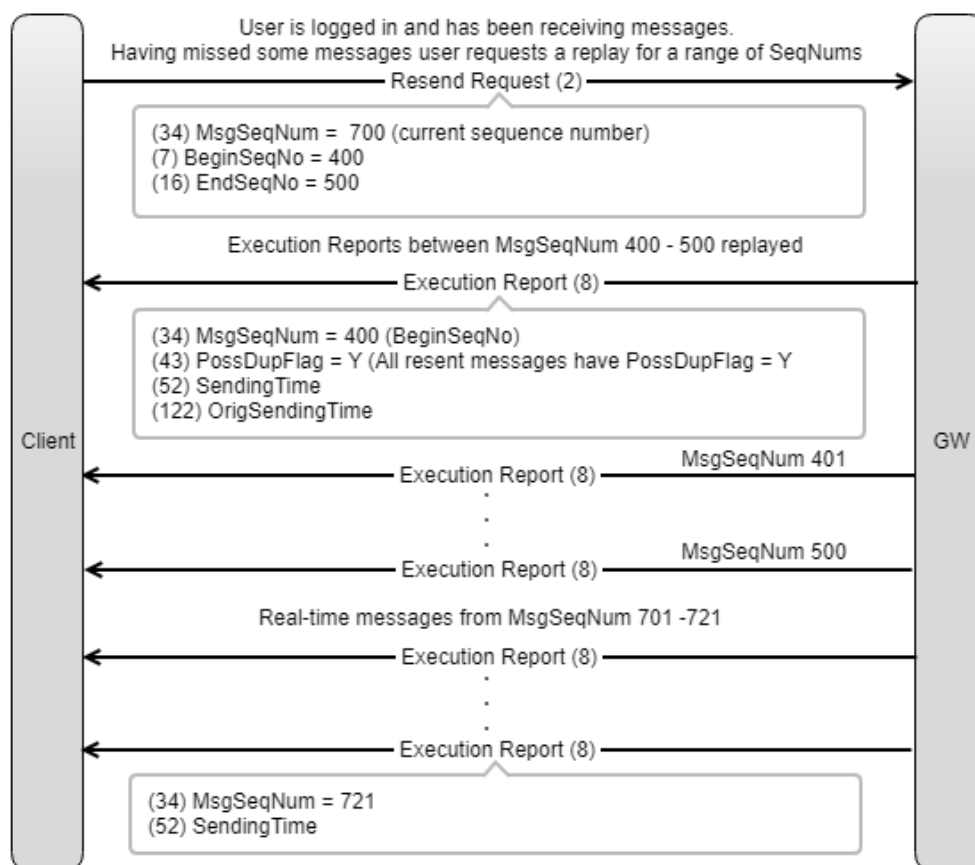 User is logged in and has been receiving messages.
Having missed some messages user requests a replay for a range of SeqNums
Resend Request (2)
(34) MsgSeqNum =  700 (current sequence number)
(7) BeginSeqNo = 400
(16) EndSeqNo = 500
Execution Reports between MsgSeqNum 400 - 500 replayed
Execution Report (8)
(34) MsgSeqNum = 400 (BeginSeqNo)
(43) PossDupFlag = Y (All resent messages have PossDupFlag = Y
(52) SendingTime
(122) OrigSendingTime
Client
GW
MsgSeqNum 401
Execution Report (8)
.
.
.
MsgSeqNum 500
Execution Report (8)
Real-time messages from MsgSeqNum 701 -721
Execution Report (8)
.
.
.
Execution Report (8)
(34) MsgSeqNum = 721
(52) SendingTime